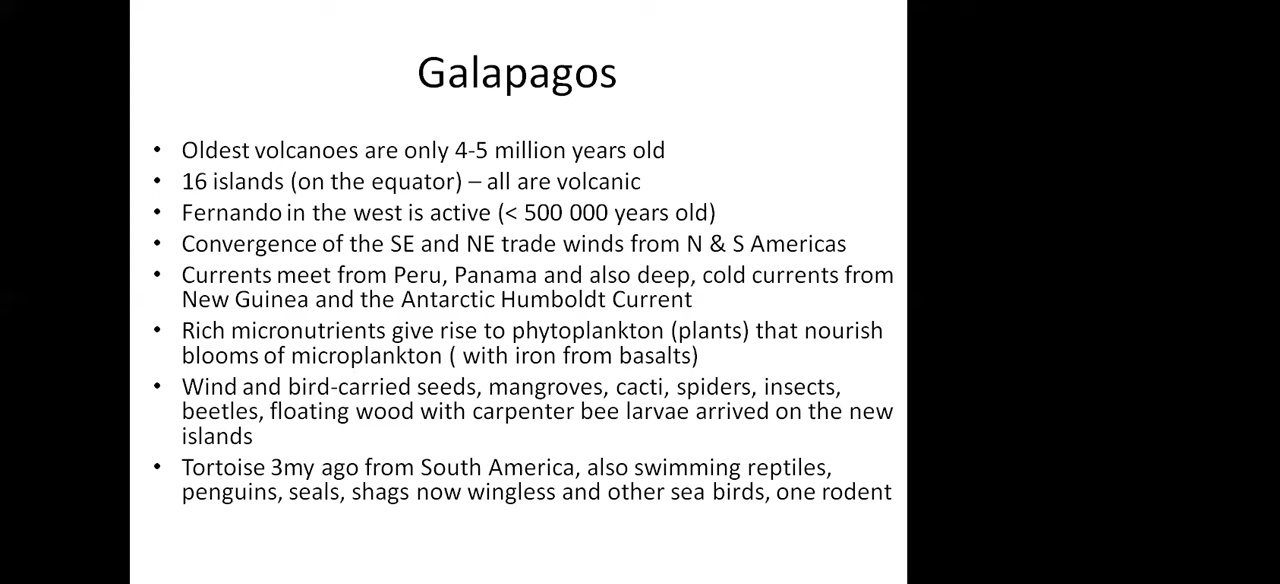 Galapagos
• Oldest volcanoes are only 4-5 million years old
• 16 islands (on the equator) – all are volcanic
• Fernando in the west is active (< 500 000 years old)
• Convergence of the SE and NE trade winds from N & S Americas
• Currents meet from Peru, Panama and also deep, cold currents from
New Guinea and the Antarctic Humboldt Current
• Rich micronutrients give rise to phytoplankton (plants) that nourish
blooms of microplankton ( with iron from basalts)
• Wind and bird-carried seeds, mangroves, cacti, spiders, insects,
beetles, floating wood with carpenter bee larvae arrived on the new
islands
• Tortoise 3my ago from South America, also swimming reptiles,
penguins, seals, shags now wingless and other sea birds, one rodent